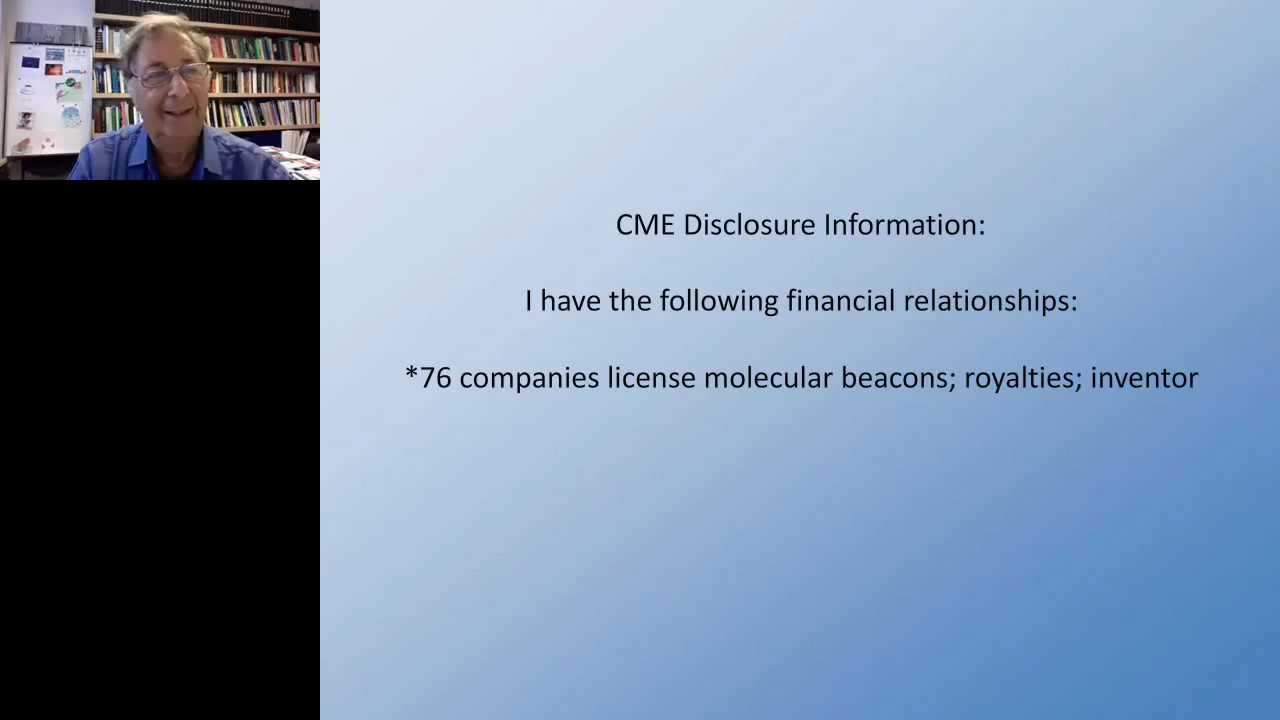 CME Disclosure Information:
I have the following financial relationships:
*76 companies license molecular beacons; royalties; inventor